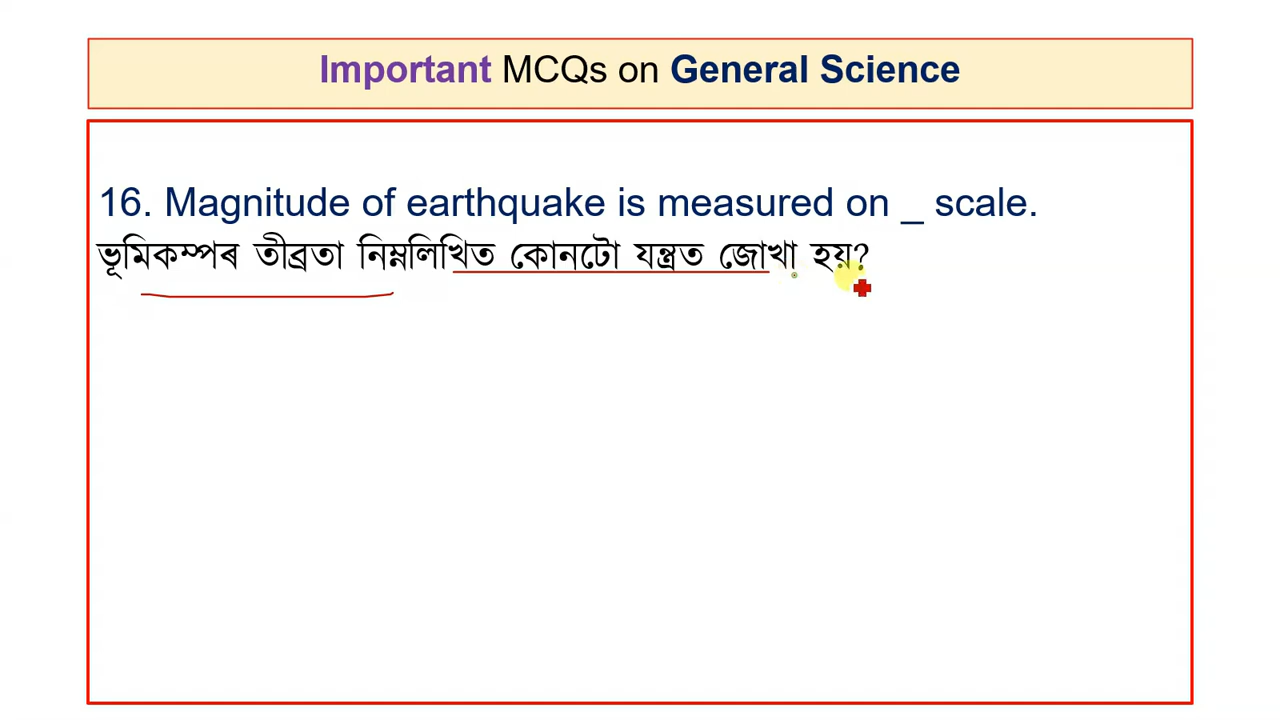 Important MCQs on General Science
16. Magnitude of earthquake is measured on _ scale.
ভূমিকম্পৰ তীব্ৰতা নিম্নলিখিত কোনটো যন্ত্ৰত জোখা হয়?